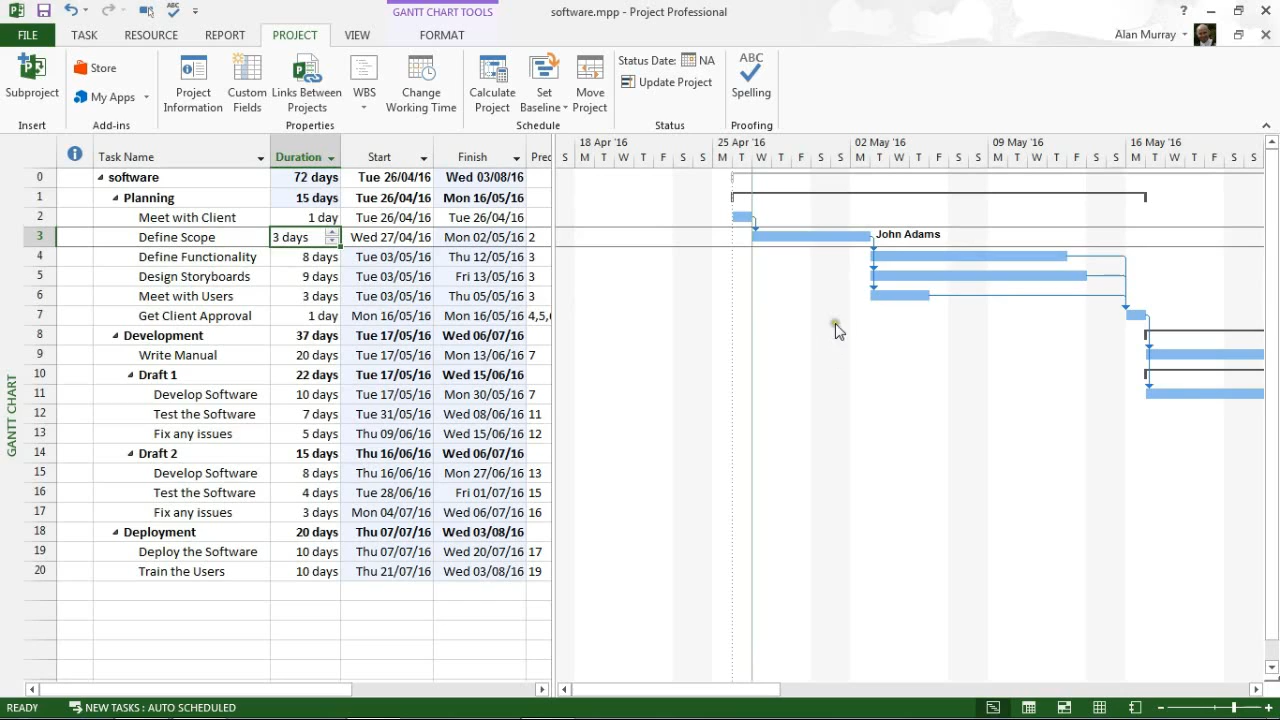 GANTT CHART TOOLS
software.mpp - Project Professional
FILE
TASK
RESOURCE
REPORT
PROJECT
VIEW
FORMAT
Alan Murray
Subproject
Store
My Apps
Project Information
Custom Fields
Links Between Projects
WBS
Change Working Time
Calculate Project
Set Baseline
Move Project
Status Date: NA
Update Project
ABC
Spelling
Insert
Add-ins
Properties
Schedule
Status
Proofing
18 Apr '16 25 Apr '16 02 May '16 09 May '16 16 May '16
Task Name Duration Start Finish Pred
S M T W T F S S M T W T F S S M T W T F S S M T W T F S S M T W T F S S
0 software 72 days Tue 26/04/16 Wed 03/08/16
1 Planning 15 days Tue 26/04/16 Mon 16/05/16
2 Meet with Client 1 day Tue 26/04/16 Tue 26/04/16
3 Define Scope 3 days Wed 27/04/16 Mon 02/05/16 2
John Adams
4 Define Functionality 8 days Tue 03/05/16 Thu 12/05/16 3
5 Design Storyboards 9 days Tue 03/05/16 Fri 13/05/16 3
6 Meet with Users 3 days Tue 03/05/16 Thu 05/05/16 3
7 Get Client Approval 1 day Mon 16/05/16 Mon 16/05/16 4,5,
8 Development 37 days Tue 17/05/16 Wed 06/07/16
9 Write Manual 20 days Tue 17/05/16 Mon 13/06/16 7
10 Draft 1 22 days Tue 17/05/16 Wed 15/06/16
11 Develop Software 10 days Tue 17/05/16 Mon 30/05/16 7
12 Test the Software 7 days Tue 31/05/16 Wed 08/06/16 11
13 Fix any issues 5 days Thu 09/06/16 Wed 15/06/16 12
14 Draft 2 15 days Thu 16/06/16 Wed 06/07/16
15 Develop Software 8 days Thu 16/06/16 Mon 27/06/16 13
16 Test the Software 4 days Tue 28/06/16 Fri 01/07/16 15
17 Fix any issues 3 days Mon 04/07/16 Wed 06/07/16 16
18 Deployment 20 days Thu 07/07/16 Wed 03/08/16
19 Deploy the Software 10 days Thu 07/07/16 Wed 20/07/16 17
20 Train the Users 10 days Thu 21/07/16 Wed 03/08/16 19
GANTT CHART
READY
NEW TASKS : AUTO SCHEDULED